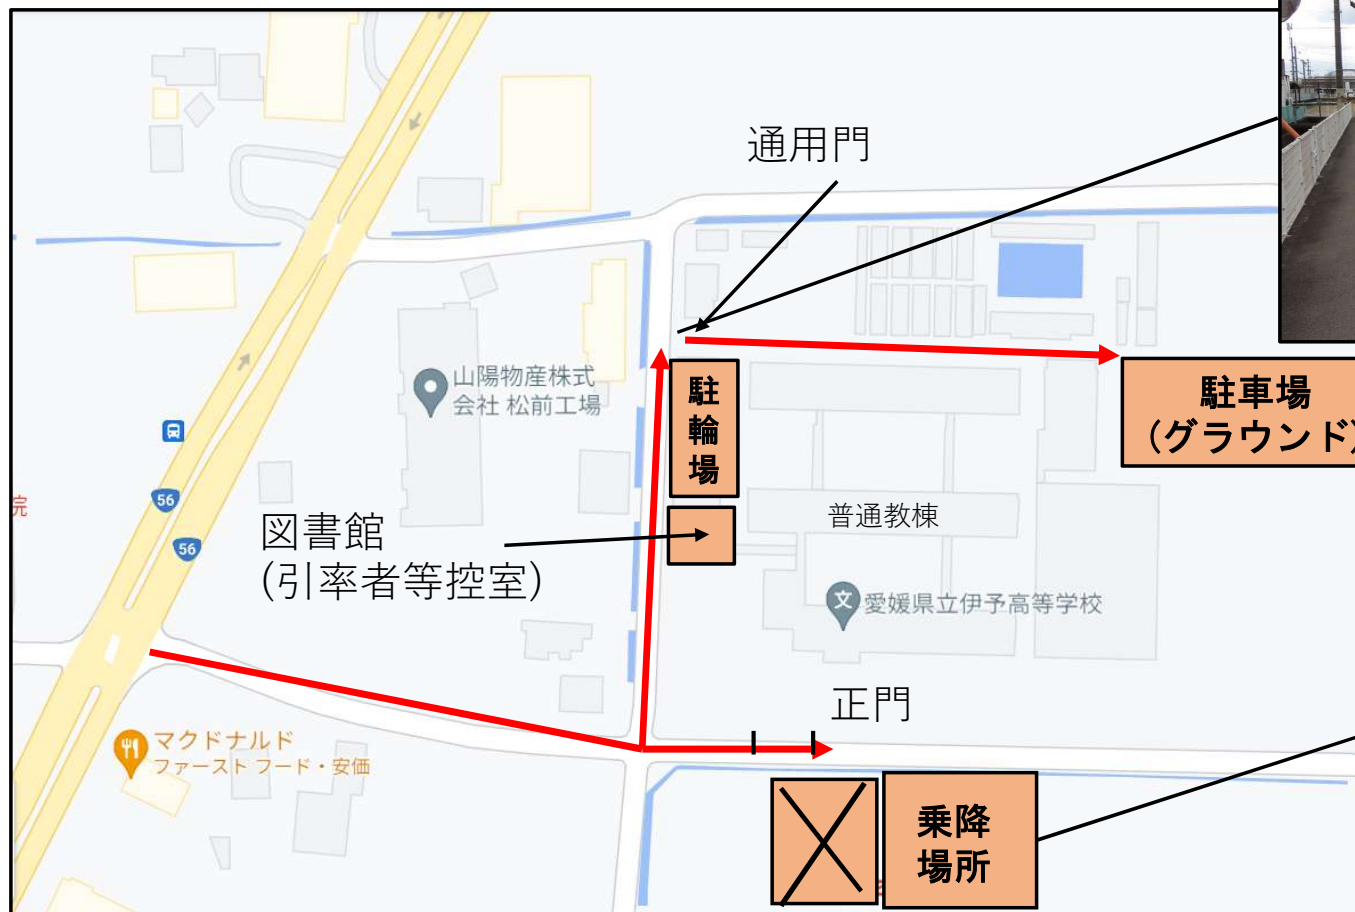 通用門
山陽物産株式
会社 松前工場
駐
輪
場
駐車場
(グラウンド)
56
56
院
図書館
(引率者等控室)
普通教棟
文
愛媛県立伊予高等学校
正門
マクドナルド
ファーストフード・安価
乗降
場所